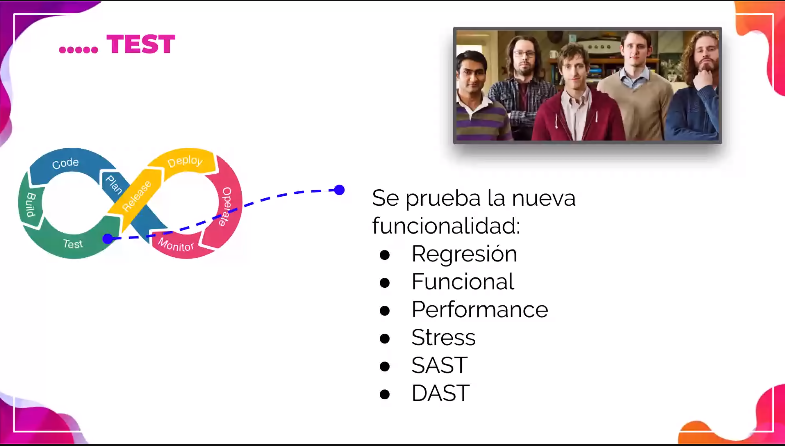 ..... TEST
Code
Deploy
Plan
Release
Build
Operate
Test
Monitor
Se prueba la nueva
funcionalidad:
● Regresión
● Funcional
● Performance
● Stress
● SAST
● DAST